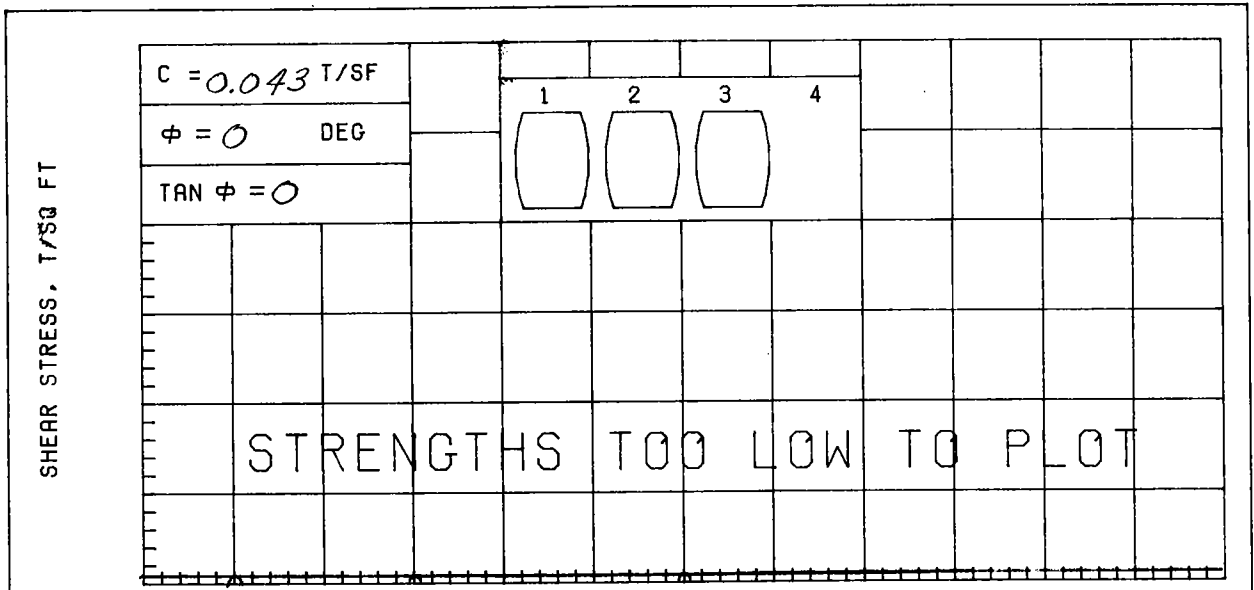 C = 0.043 T/SF
ϕ = 0 DEG
TAN ϕ = 0
1 2 3 4
SHEAR STRESS, T/SQ FT
STRENGTHS TOO LOW TO PLOT